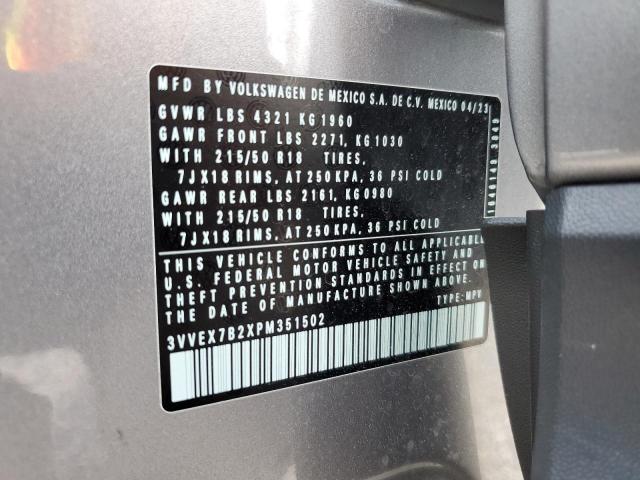 MFD BY VOLKSWAGEN DE MEXICO S.A. DE C.V. MEXICO 04/23
GVWR LBS 4321 KG 1960
GAWR FRONT LBS 2271, KG 1030
WITH 215/50 R18 TIRES,
7JX18 RIMS, AT 250 KPA, 36 PSI COLD
GAWR REAR LBS 2161, KG0980
WITH 215/50 R18 TIRES,
7JX18 RIMS, AT 250 KPA, 36 PSI COLD
THIS VEHICLE CONFORMS TO ALL APPLICABLE
U.S. FEDERAL MOTOR VEHICLE SAFETY AND
THEFT PREVENTION STANDARDS IN EFFECT ON
THE DATE OF MANUFACTURE SHOWN ABOVE.
TYPE: MPV
3VVEX7B2XPM351502